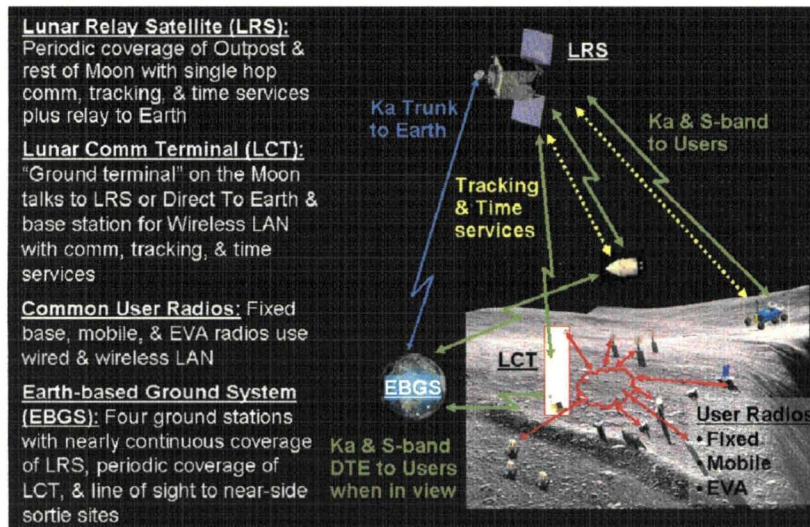 Lunar Relay Satellite (LRS):
Periodic coverage of Outpost &
rest of Moon with single hop
comm, tracking, & time services
plus relay to Earth
Lunar Comm Terminal (LCT):
“Ground terminal” on the Moon
talks to LRS or Direct To Earth &
base station for Wireless LAN
with comm, tracking, & time
services
Common User Radios: Fixed
base, mobile, & EVA radios use
wired & wireless LAN
Earth-based Ground System
(EBGS): Four ground stations
with nearly continuous coverage
of LRS, periodic coverage of
LCT, & line of sight to near-side
sortie sites
LRS
Ka Trunk
to Earth
Ka & S-band
to Users
Tracking
& Time
services
LCT
EBGS
Ka & S-band
DTE to Users
when in view
User Radios
• Fixed
• Mobile
• EVA